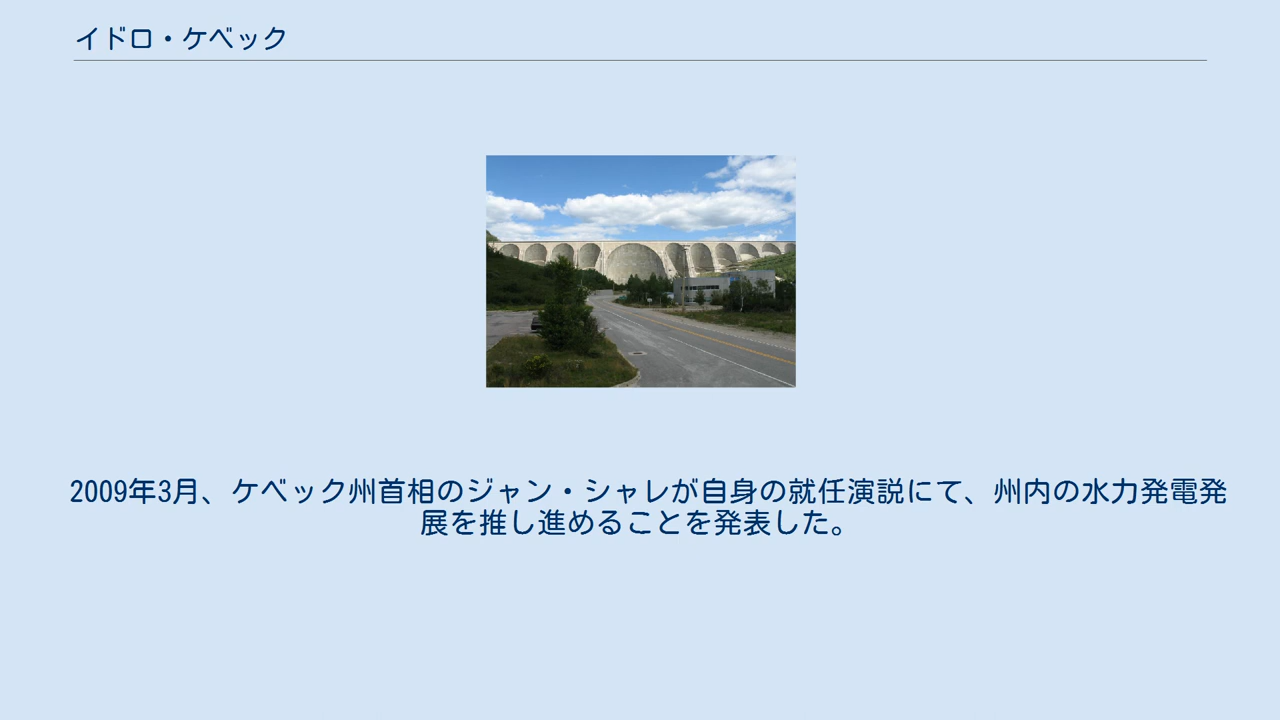 イドロ・ケベック
2009年3月、ケベック州首相のジャン・シャレが自身の就任演説にて、州内の水力発電発
展を推し進めることを発表した。